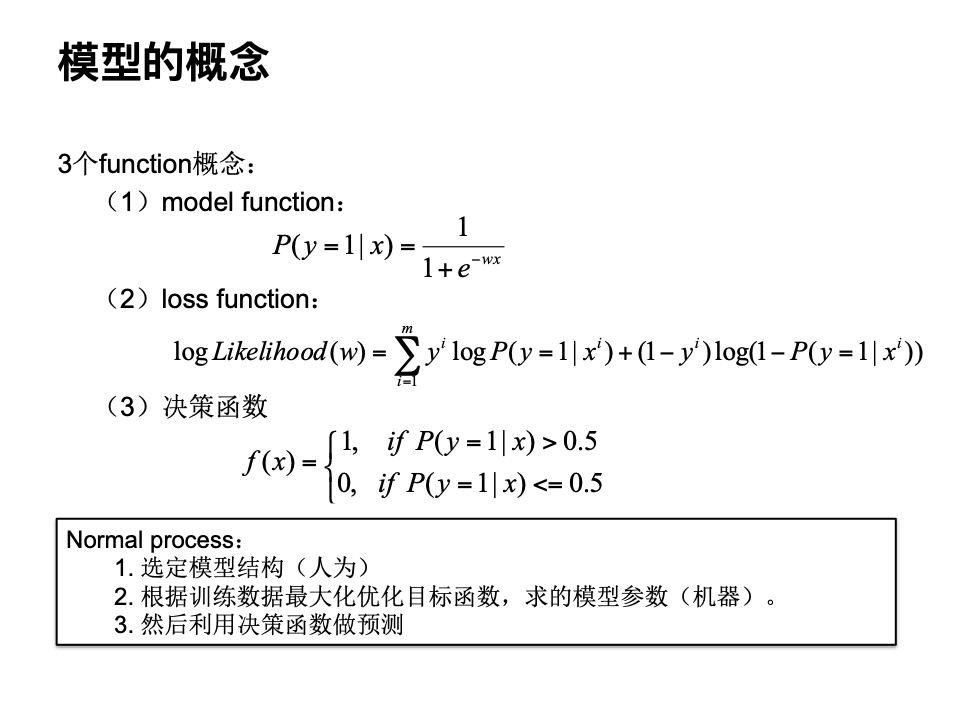 模型的概念
3个function概念：
（1）model function：
P(y = 1 | x) = \frac{1}{1 + e^{-wx}}
（2）loss function：
log Likelihood(w) = \sum_{i=1}^{m} y^i log P(y = 1 | x^i) + (1 − y^i) log(1 − P(y = 1 | x^i))
（3）决策函数
f(x) = { 1, if P(y = 1 | x) > 0.5
0, if P(y = 1 | x) <= 0.5
Normal process：
1. 选定模型结构（人为）
2. 根据训练数据最大化优化目标函数，求的模型参数（机器）。
3. 然后利用决策函数做预测